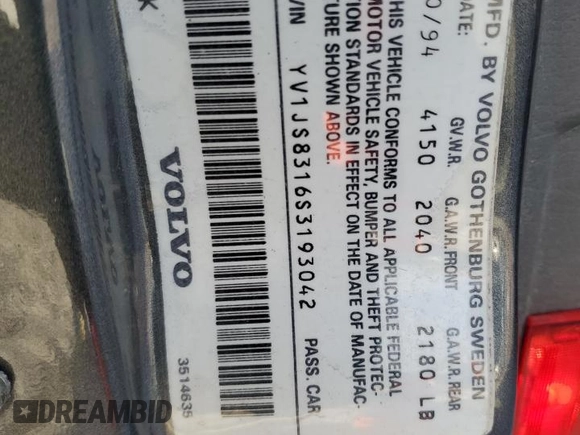 MFD. BY VOLVO GOTHENBURG SWEDEN
DATE: G.V.W.R. G.A.W.R. FRONT G.A.W.R. REAR
0/94 4150 2040 2180 LB
THIS VEHICLE CONFORMS TO ALL APPLICABLE FEDERAL
MOTOR VEHICLE SAFETY, BUMPER AND THEFT PROTEC-
TION STANDARDS IN EFFECT ON THE DATE OF MANUFAC-
TURE SHOWN ABOVE.
VIN YV1JS8316S3193042 PASS. CAR
VOLVO
3514635
K
DREAMBID